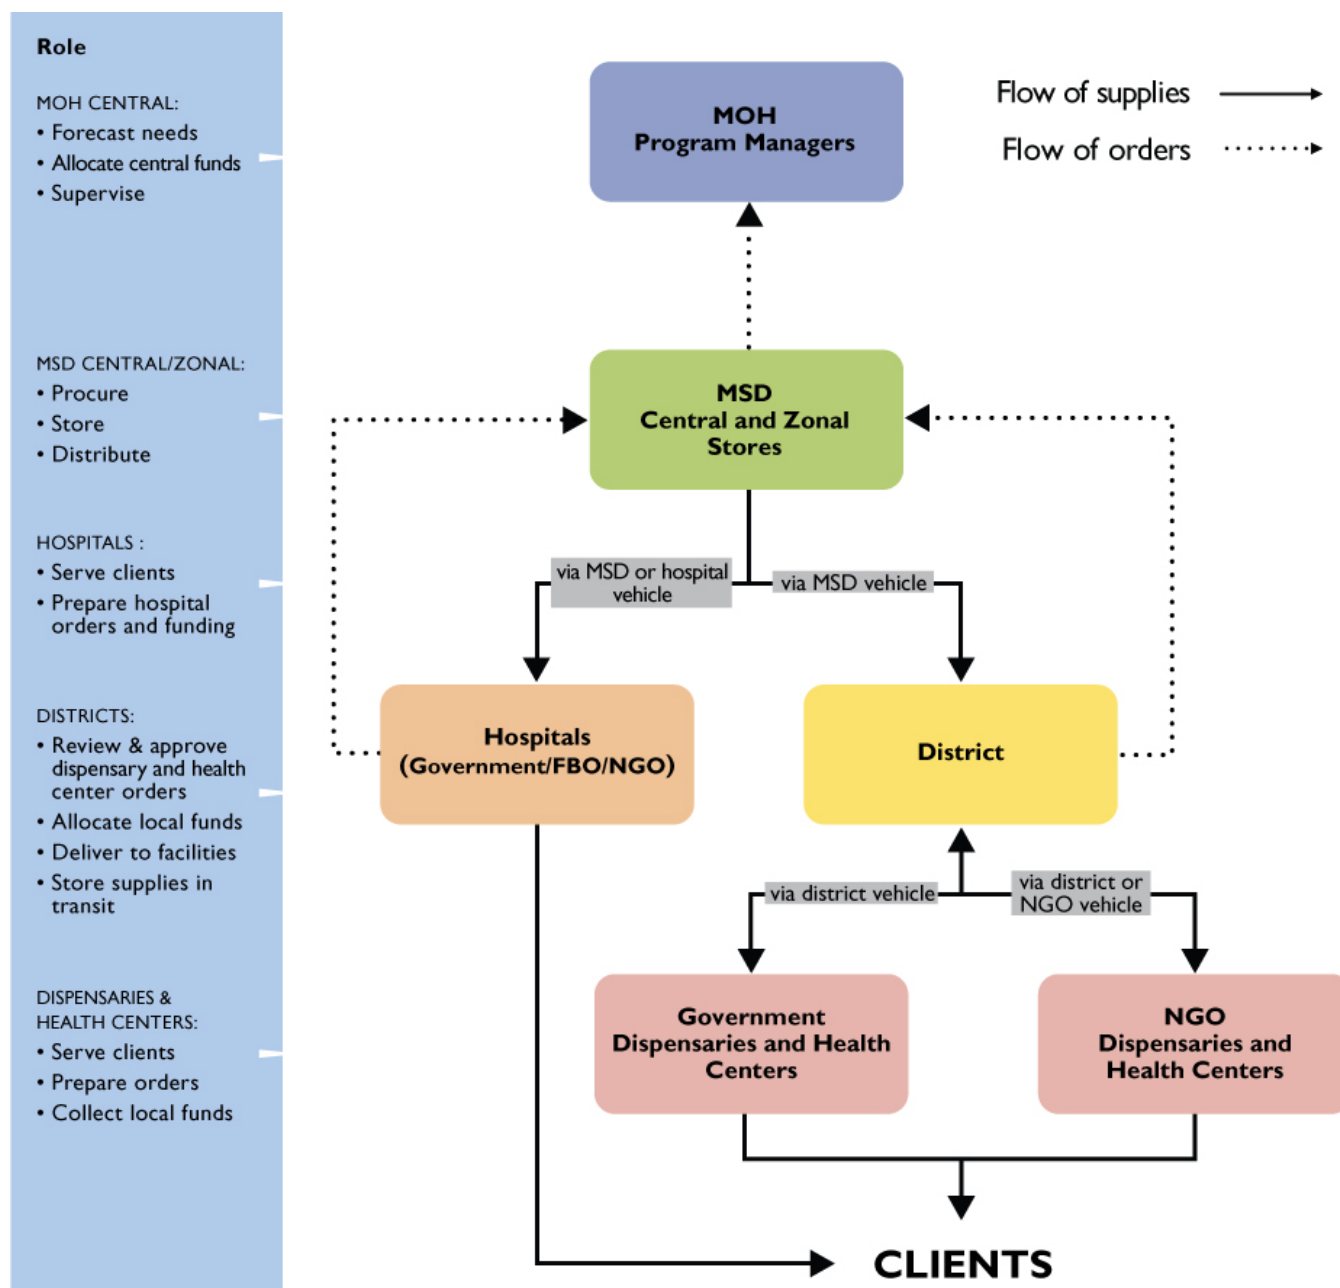 Role
MOH CENTRAL:
• Forecast needs
• Allocate central funds
• Supervise
MSD CENTRAL/ZONAL:
• Procure
• Store
• Distribute
HOSPITALS :
• Serve clients
• Prepare hospital
orders and funding
DISTRICTS:
• Review & approve
dispensary and health
center orders
• Allocate local funds
• Deliver to facilities
• Store supplies in
transit
DISPENSARIES &
HEALTH CENTERS:
• Serve clients
• Prepare orders
• Collect local funds
MOH
Program Managers
Flow of supplies
Flow of orders
MSD
Central and Zonal
Stores
via MSD or hospital
vehicle
via MSD vehicle
Hospitals
(Government/FBO/NGO)
District
via district vehicle
via district or
NGO vehicle
Government
Dispensaries and Health
Centers
NGO
Dispensaries and
Health Centers
CLIENTS